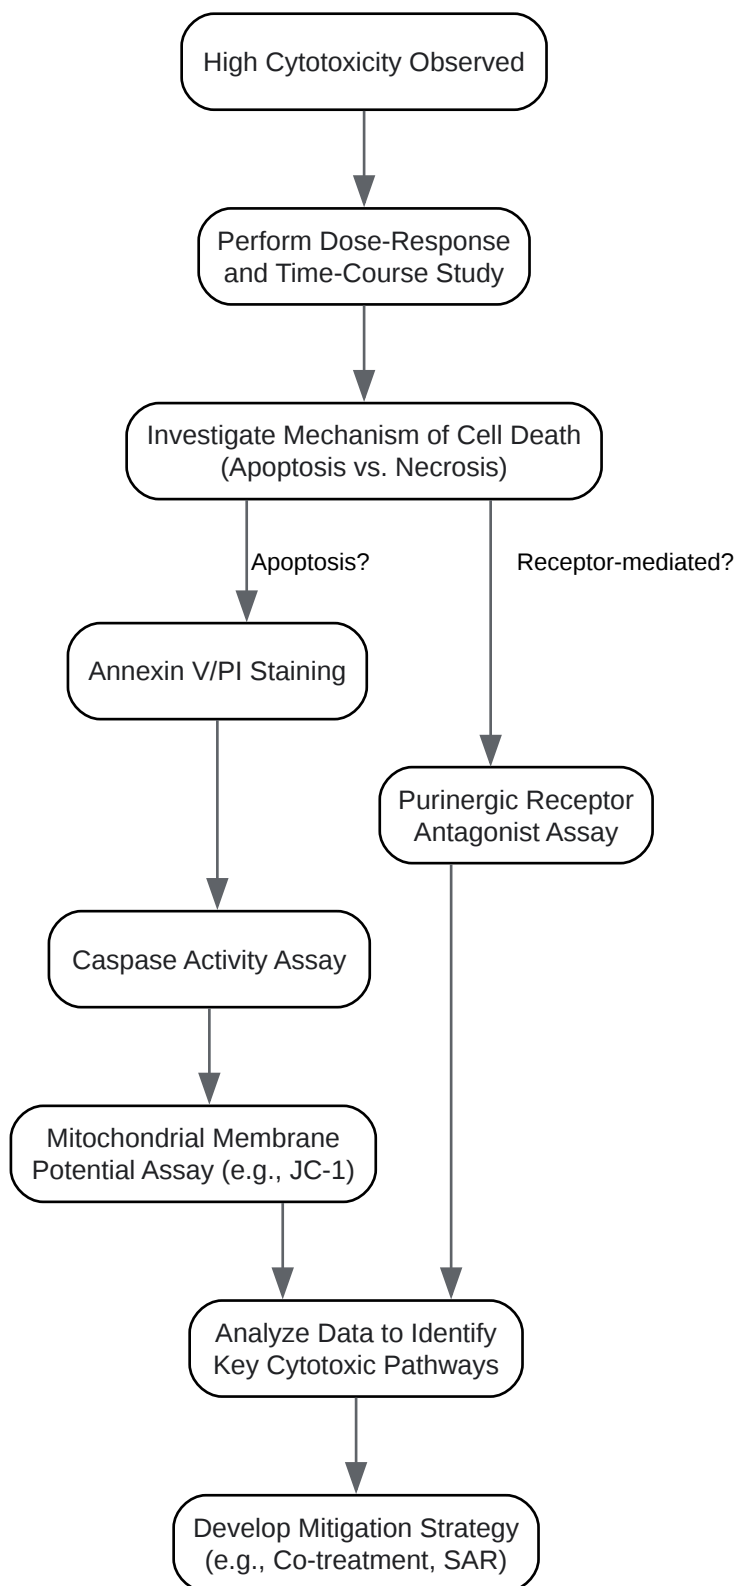 High Cytotoxicity Observed
Perform Dose-Response
and Time-Course Study
Investigate Mechanism of Cell Death
(Apoptosis vs. Necrosis)
Apoptosis?
Receptor-mediated?
Annexin V/PI Staining
Purinergic Receptor
Antagonist Assay
Caspase Activity Assay
Mitochondrial Membrane
Potential Assay (e.g., JC-1)
Analyze Data to Identify
Key Cytotoxic Pathways
Develop Mitigation Strategy
(e.g., Co-treatment, SAR)